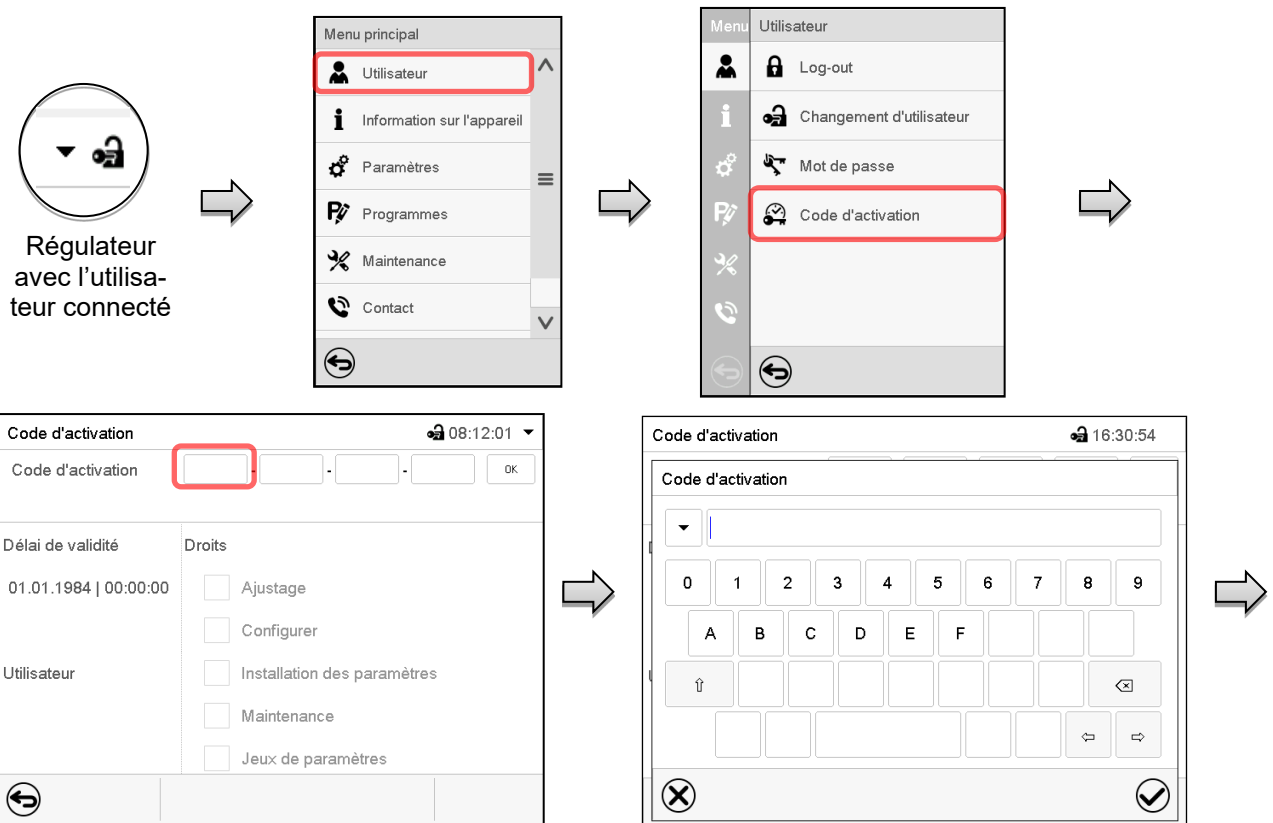 Régulateur
avec l’utilisa-
teur connecté
Menu principal
Utilisateur
Information sur l'appareil
Paramètres
Programmes
Maintenance
Contact
Menu Utilisateur
Log-out
Changement d'utilisateur
Mot de passe
Code d'activation
Code d'activation 08:12:01
Code d'activation - - - OK
Délai de validité Droits
01.01.1984 | 00:00:00 Ajustage
Configurer
Utilisateur Installation des paramètres
Maintenance
Jeux de paramètres
Code d'activation 16:30:54
Code d'activation
0 1 2 3 4 5 6 7 8 9
A B C D E F